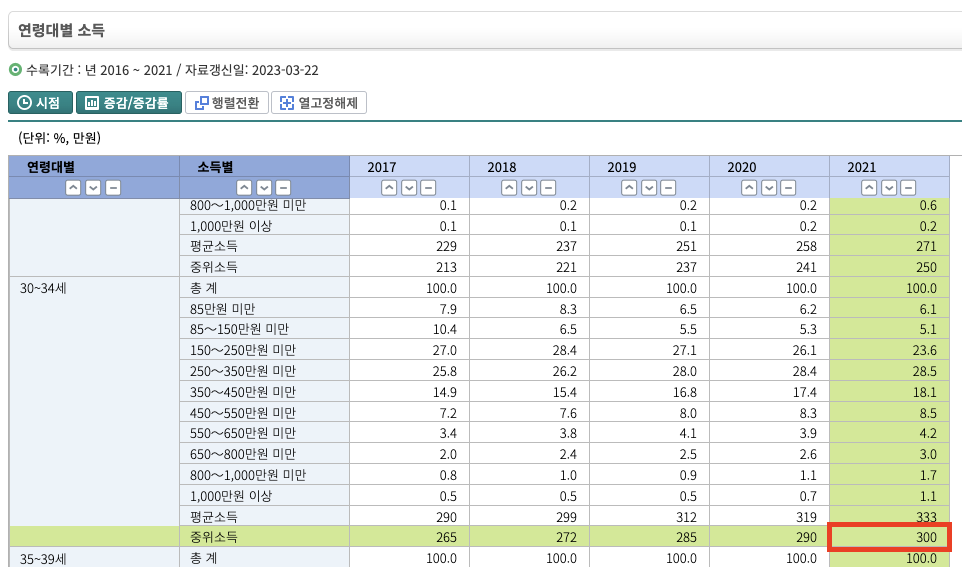 연령대별 소득
수록기간 : 년 2016 ~ 2021 / 자료갱신일: 2023-03-22
시점 증감/증감률 행렬전환 열고정해제
(단위: %, 만원)
연령대별 소득별 2017 2018 2019 2020 2021
800～1,000만원 미만 0.1 0.2 0.2 0.2 0.6
1,000만원 이상 0.1 0.1 0.1 0.2 0.2
평균소득 229 237 251 258 271
중위소득 213 221 237 241 250
30~34세 총 계 100.0 100.0 100.0 100.0 100.0
85만원 미만 7.9 8.3 6.5 6.2 6.1
85～150만원 미만 10.4 6.5 5.5 5.3 5.1
150～250만원 미만 27.0 28.4 27.1 26.1 23.6
250～350만원 미만 25.8 26.2 28.0 28.4 28.5
350～450만원 미만 14.9 15.4 16.8 17.4 18.1
450～550만원 미만 7.2 7.6 8.0 8.3 8.5
550～650만원 미만 3.4 3.8 4.1 3.9 4.2
650～800만원 미만 2.0 2.4 2.5 2.6 3.0
800～1,000만원 미만 0.8 1.0 0.9 1.1 1.7
1,000만원 이상 0.5 0.5 0.5 0.7 1.1
평균소득 290 299 312 319 333
중위소득 265 272 285 290 300
35~39세 총 계 100.0 100.0 100.0 100.0 100.0